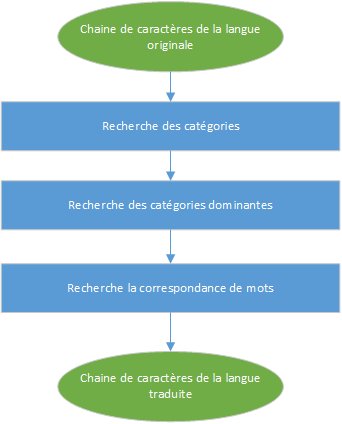 Chaine de caractères de la langue
originale
Recherche des catégories
Recherche des catégories dominantes
Recherche la correspondance de mots
Chaine de caractères de la langue
traduite